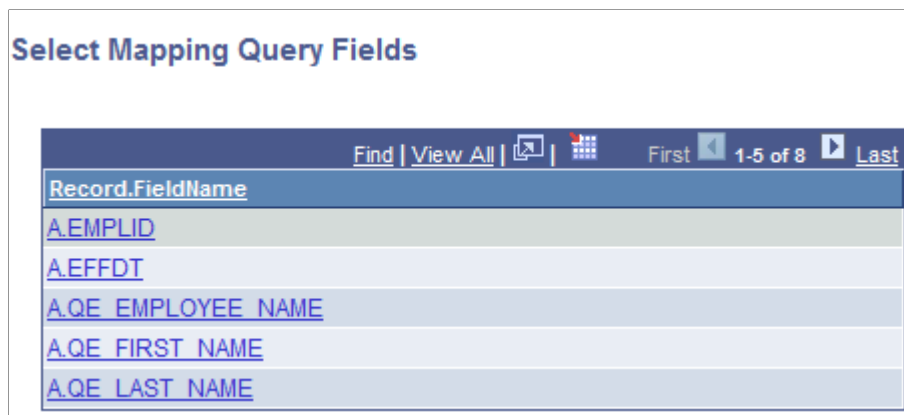 Select Mapping Query Fields
Find | View All | | First 1-5 of 8 Last
Record.FieldName
A.EMPLID
A.EFFDT
A.QE_EMPLOYEE_NAME
A.QE_FIRST_NAME
A.QE_LAST_NAME